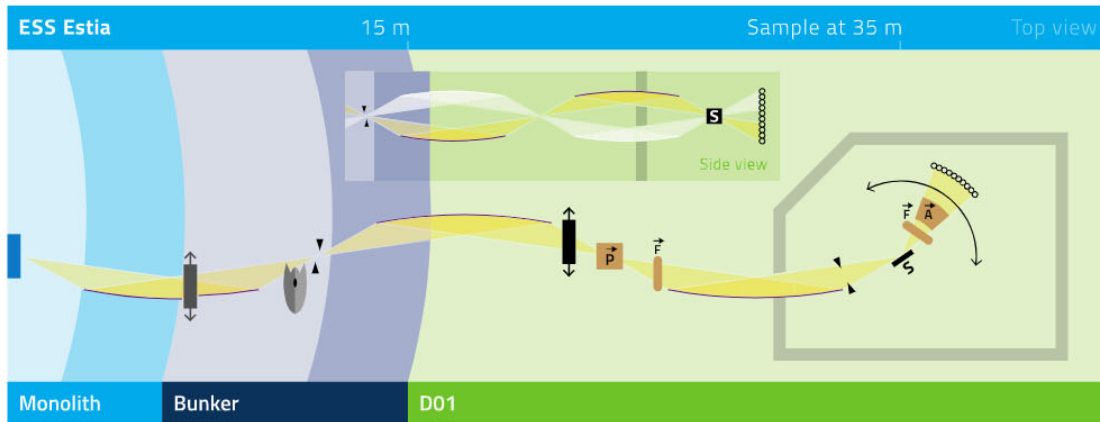 ESS Estia
15 m
Sample at 35 m
Top view
S
Side view
P
F
F
A
S
Monolith
Bunker
D01